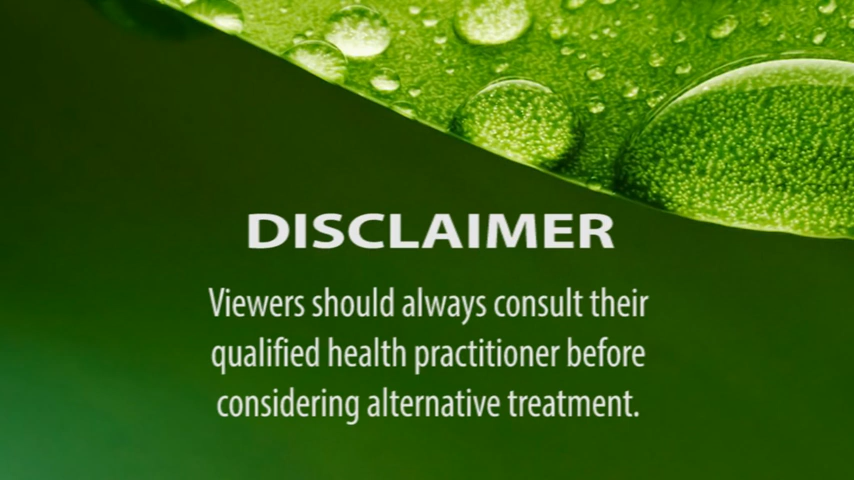 DISCLAIMER
Viewers should always consult their
qualified health practitioner before
considering alternative treatment.